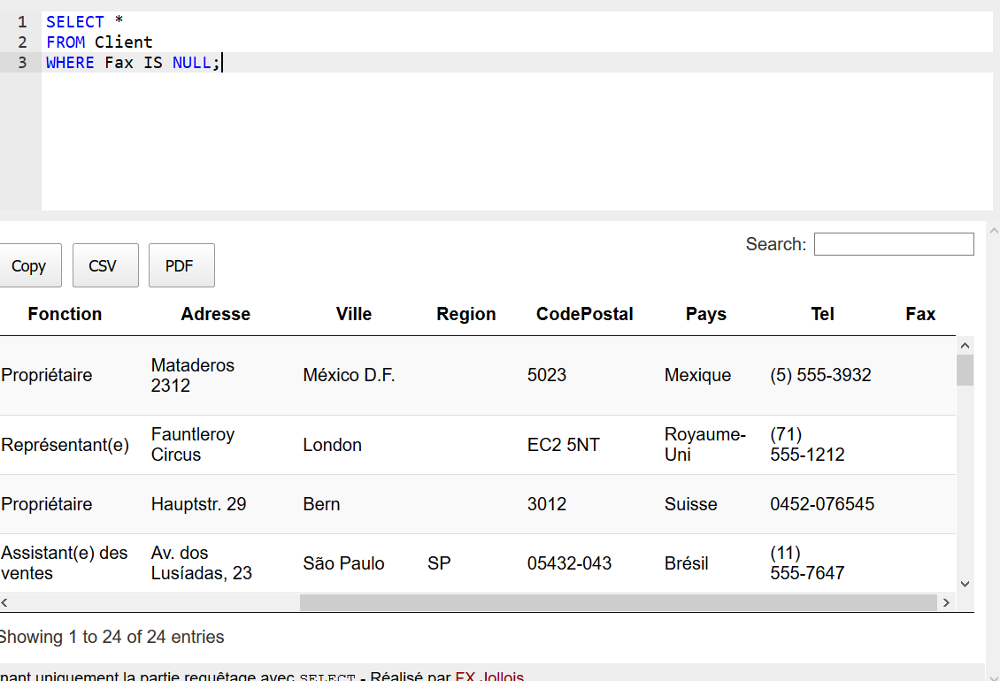 1 SELECT *
2 FROM Client
3 WHERE Fax IS NULL;
Search:
Copy CSV PDF
Fonction Adresse Ville Region CodePostal Pays Tel Fax
Propriétaire Mataderos 2312 México D.F. 5023 Mexique (5) 555-3932
Représentant(e) Fauntleroy Circus London EC2 5NT Royaume-Uni (71) 555-1212
Propriétaire Hauptstr. 29 Bern 3012 Suisse 0452-076545
Assistant(e) des ventes Av. dos Lusíadas, 23 São Paulo SP 05432-043 Brésil (11) 555-7647
Showing 1 to 24 of 24 entries
nant uniquement la partie requêtage avec SELECT - Réalisé par FX Jollois